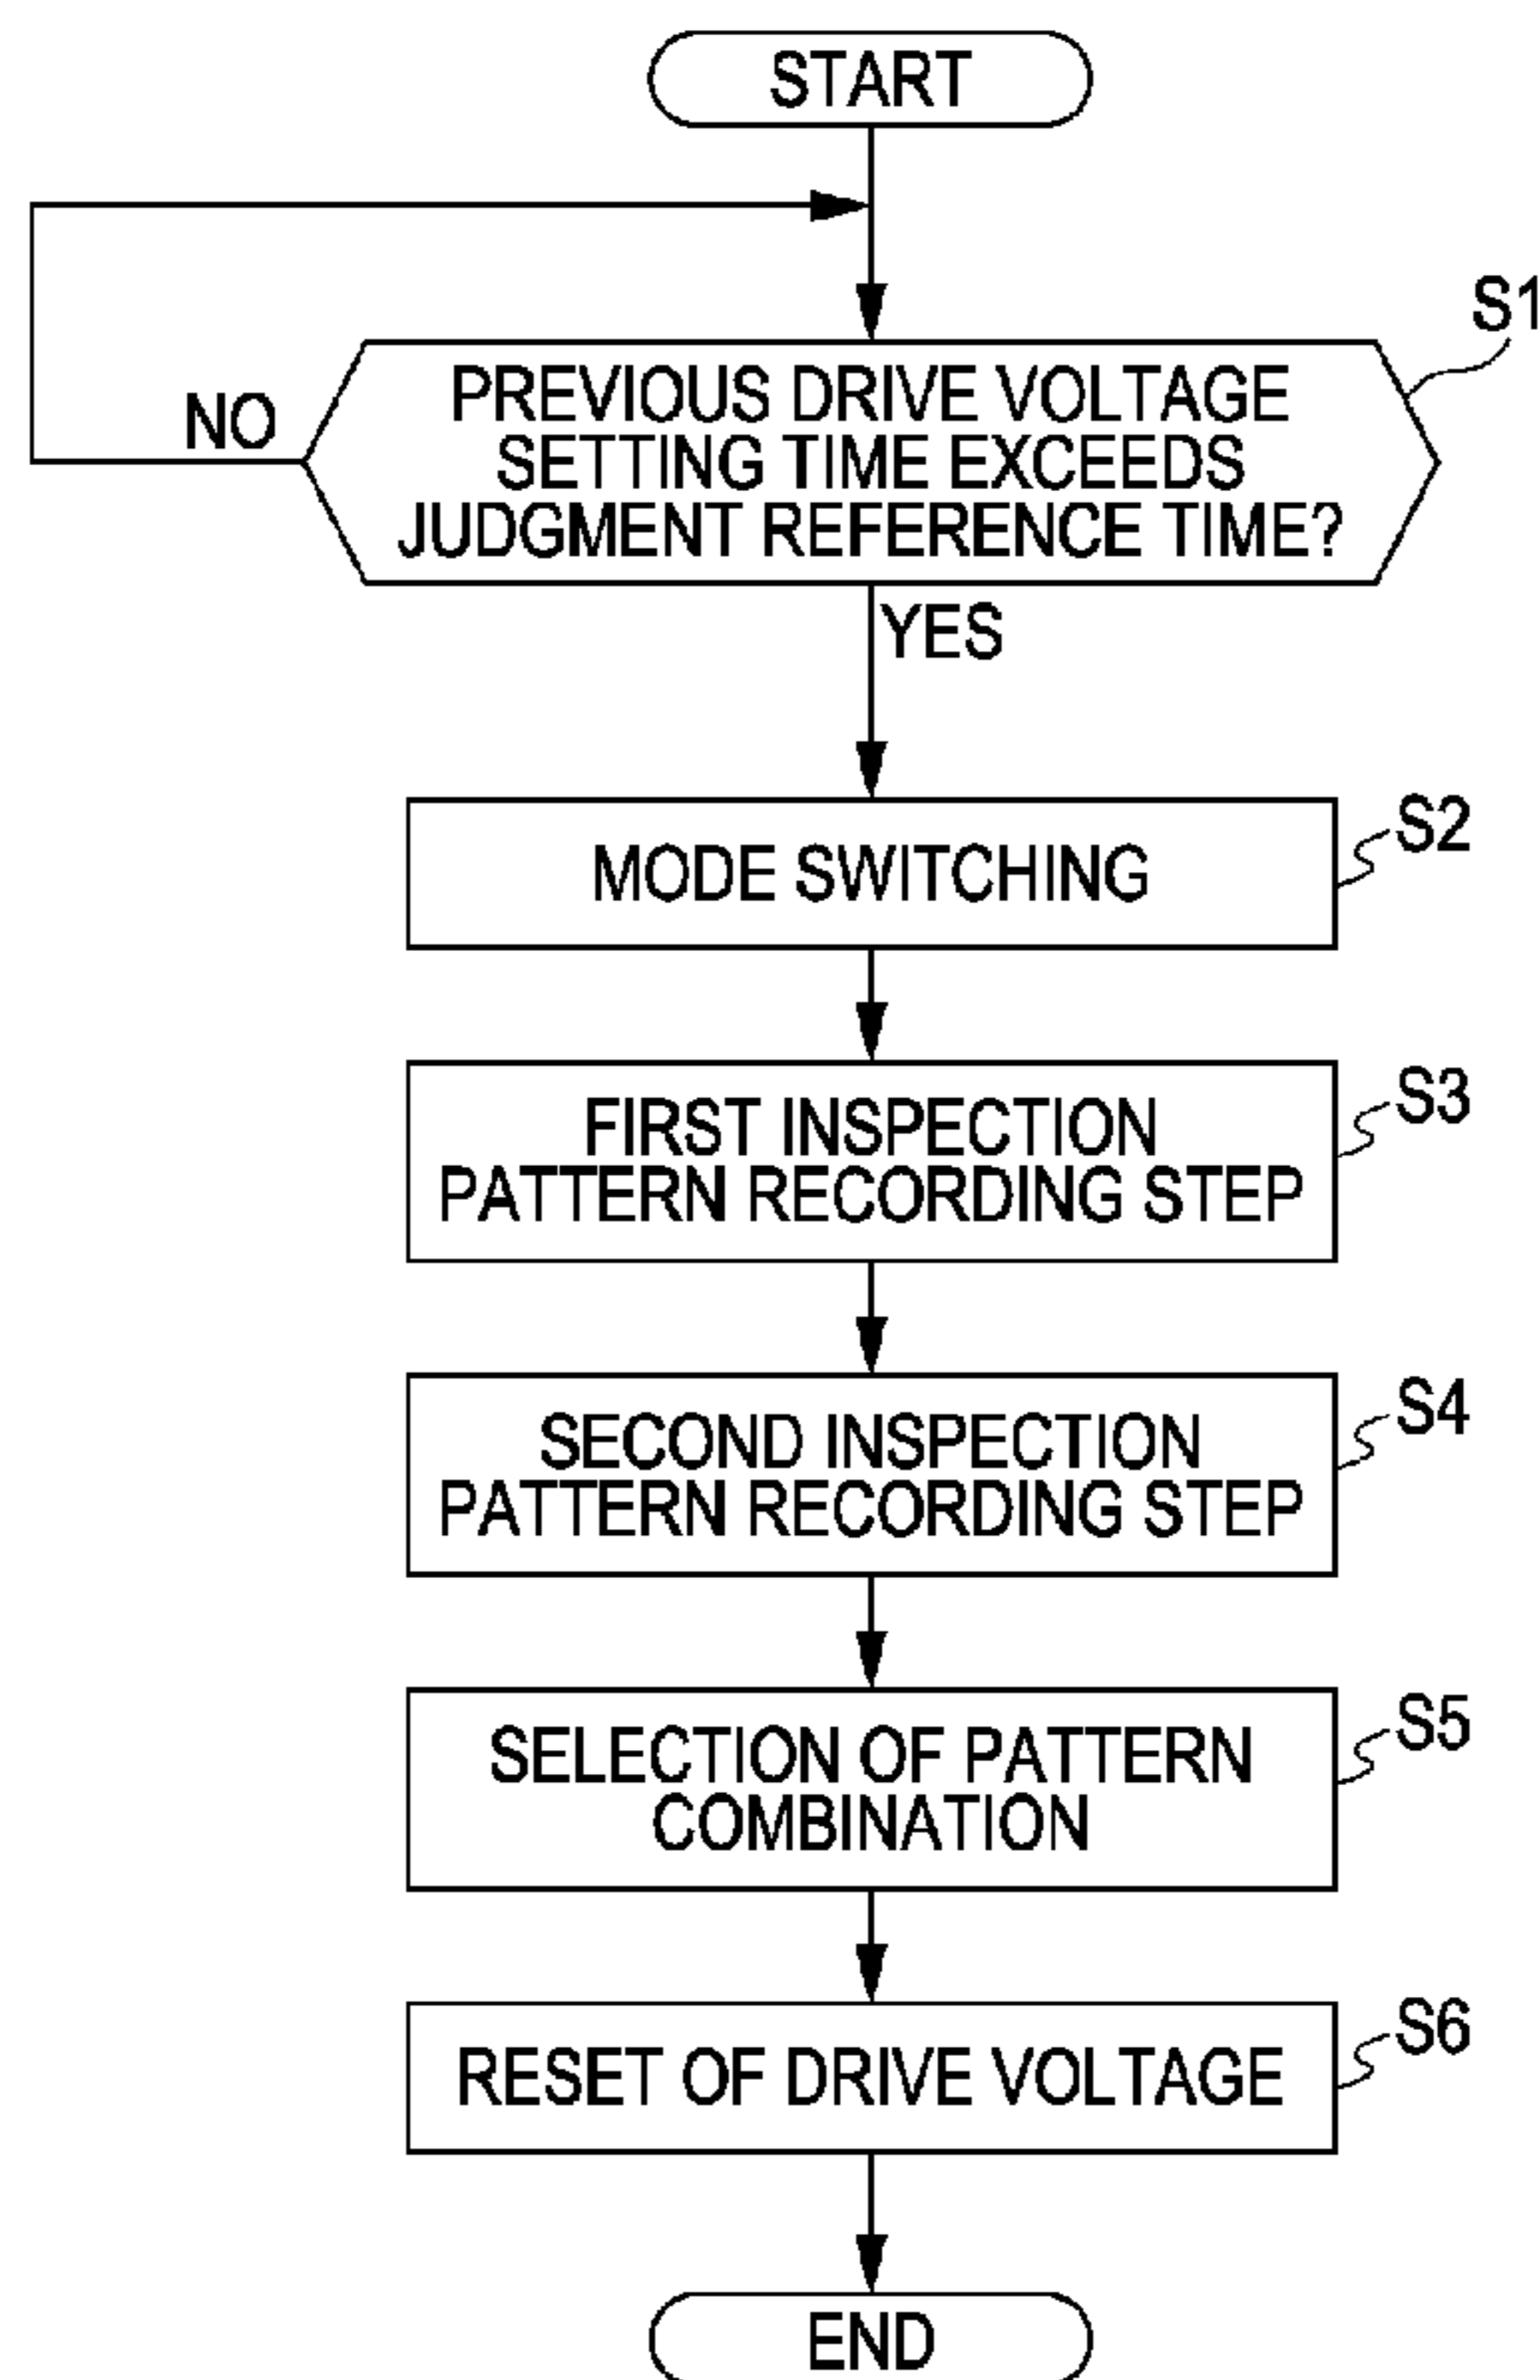 START
S1
PREVIOUS DRIVE VOLTAGE
SETTING TIME EXCEEDS
JUDGMENT REFERENCE TIME?
NO
YES
MODE SWITCHING
S2
FIRST INSPECTION
PATTERN RECORDING STEP
S3
SECOND INSPECTION
PATTERN RECORDING STEP
S4
SELECTION OF PATTERN
COMBINATION
S5
RESET OF DRIVE VOLTAGE
S6
END